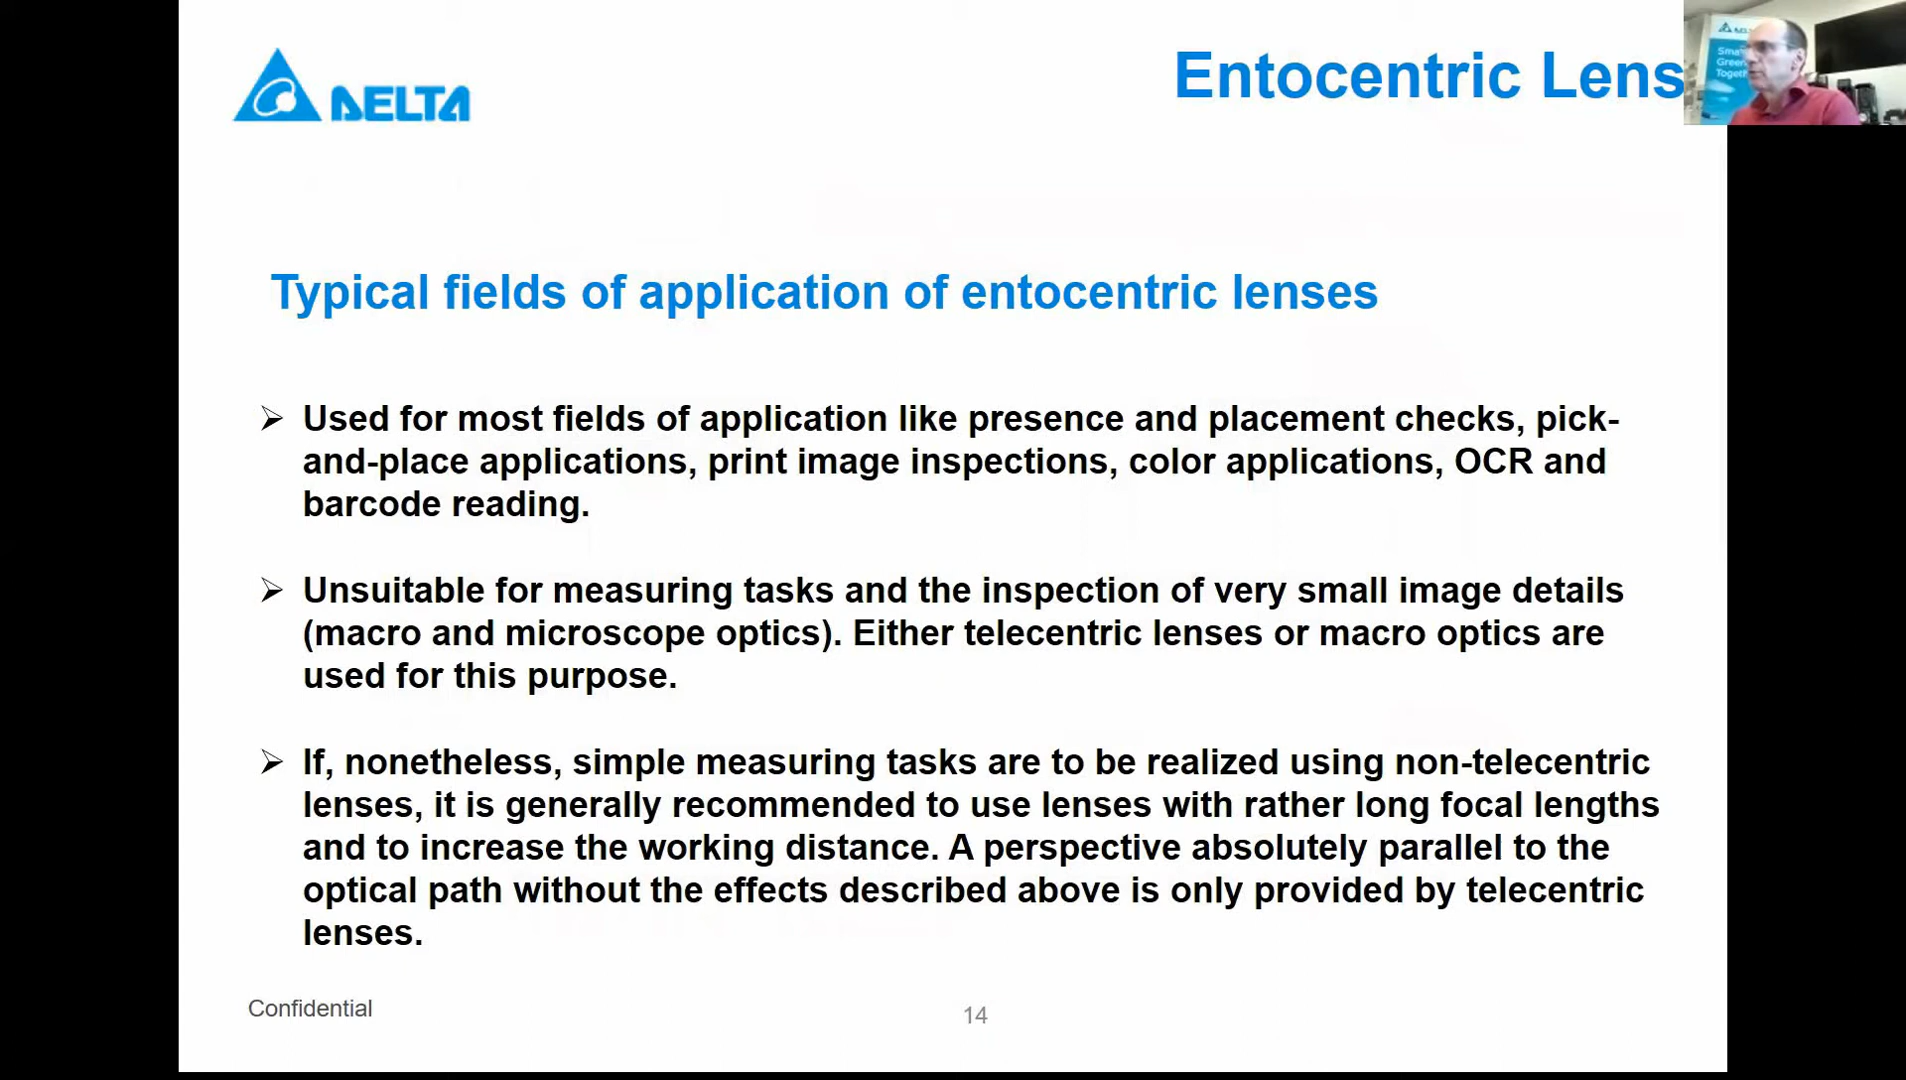 DELTA
Entocentric Lens
DELTA
Smar
Green
Togeth
Typical fields of application of entocentric lenses
➢ Used for most fields of application like presence and placement checks, pick-
and-place applications, print image inspections, color applications, OCR and
barcode reading.
➢ Unsuitable for measuring tasks and the inspection of very small image details
(macro and microscope optics). Either telecentric lenses or macro optics are
used for this purpose.
➢ If, nonetheless, simple measuring tasks are to be realized using non-telecentric
lenses, it is generally recommended to use lenses with rather long focal lengths
and to increase the working distance. A perspective absolutely parallel to the
optical path without the effects described above is only provided by telecentric
lenses.
Confidential
14